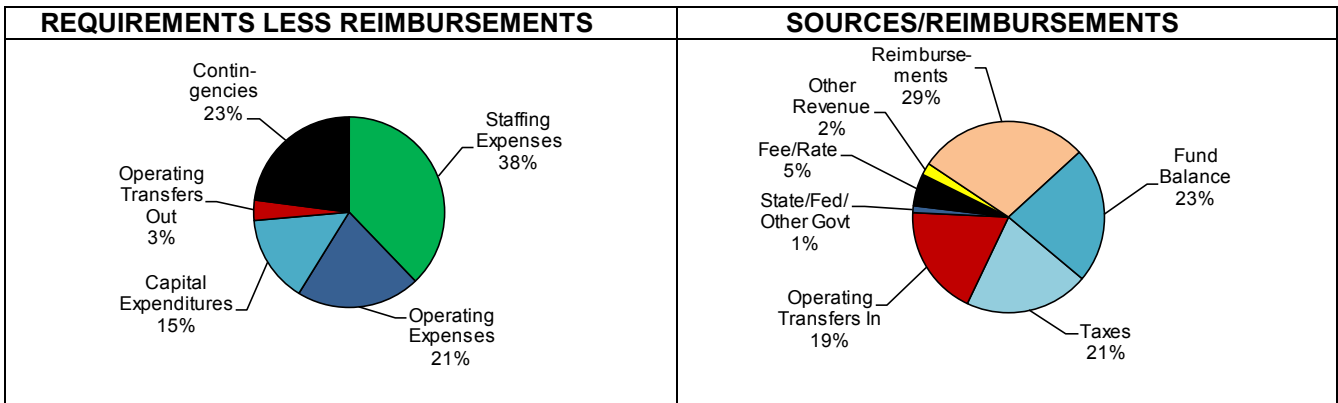 REQUIREMENTS LESS REIMBURSEMENTS
Contin-
gencies
23%
Staffing
Expenses
38%
Operating
Transfers
Out
3%
Capital
Expenditures
15%
Operating
Expenses
21%
SOURCES/REIMBURSEMENTS
Reimburse-
ments
29%
Other
Revenue
2%
Fee/Rate
5%
State/Fed/
Other Govt
1%
Fund
Balance
23%
Operating
Transfers In
19%
Taxes
21%